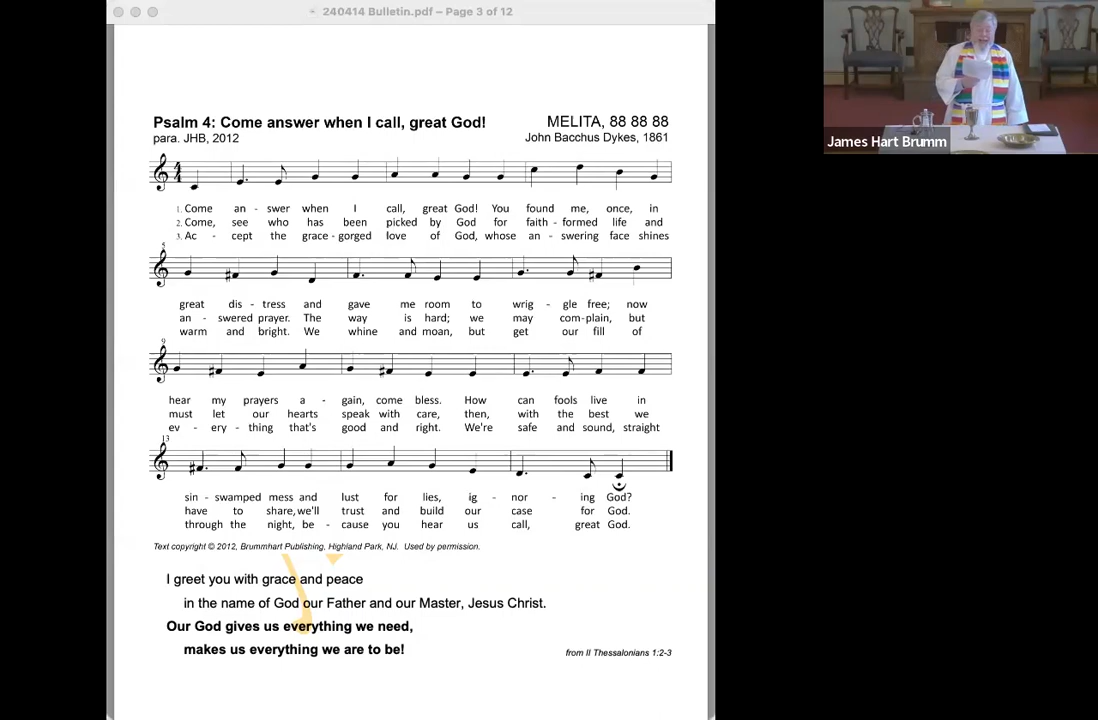 240414 Bulletin.pdf – Page 3 of 12
James Hart Brumm
Psalm 4: Come answer when I call, great God!
MELITA, 88 88 88
para. JHB, 2012
John Bacchus Dykes, 1861
1. Come an - swer when I call, great God! You found me, once, in
2. Come, see who has been picked by God for faith - formed life and
3. Ac - cept the grace - gorged love of God, whose an - swering face shines
5
great dis - tress and gave me room to wrig - gle free; now
an - swered prayer. The way is hard; we may com - plain, but
warm and bright. We whine and moan, but get our fill of
9
hear my prayers a - gain, come bless. How can fools live in
must let our hearts speak with care, then, with the best we
ev - ery - thing that's good and right. We're safe and sound, straight
13
sin - swamped mess and lust for lies, ig - nor - ing God?
have to share, we'll trust and build our case for God.
through the night, be - cause you hear us call, great God.
Text copyright © 2012, Brummhart Publishing, Highland Park, NJ. Used by permission.
I greet you with grace and peace
in the name of God our Father and our Master, Jesus Christ.
Our God gives us everything we need,
makes us everything we are to be!
from II Thessalonians 1:2-3